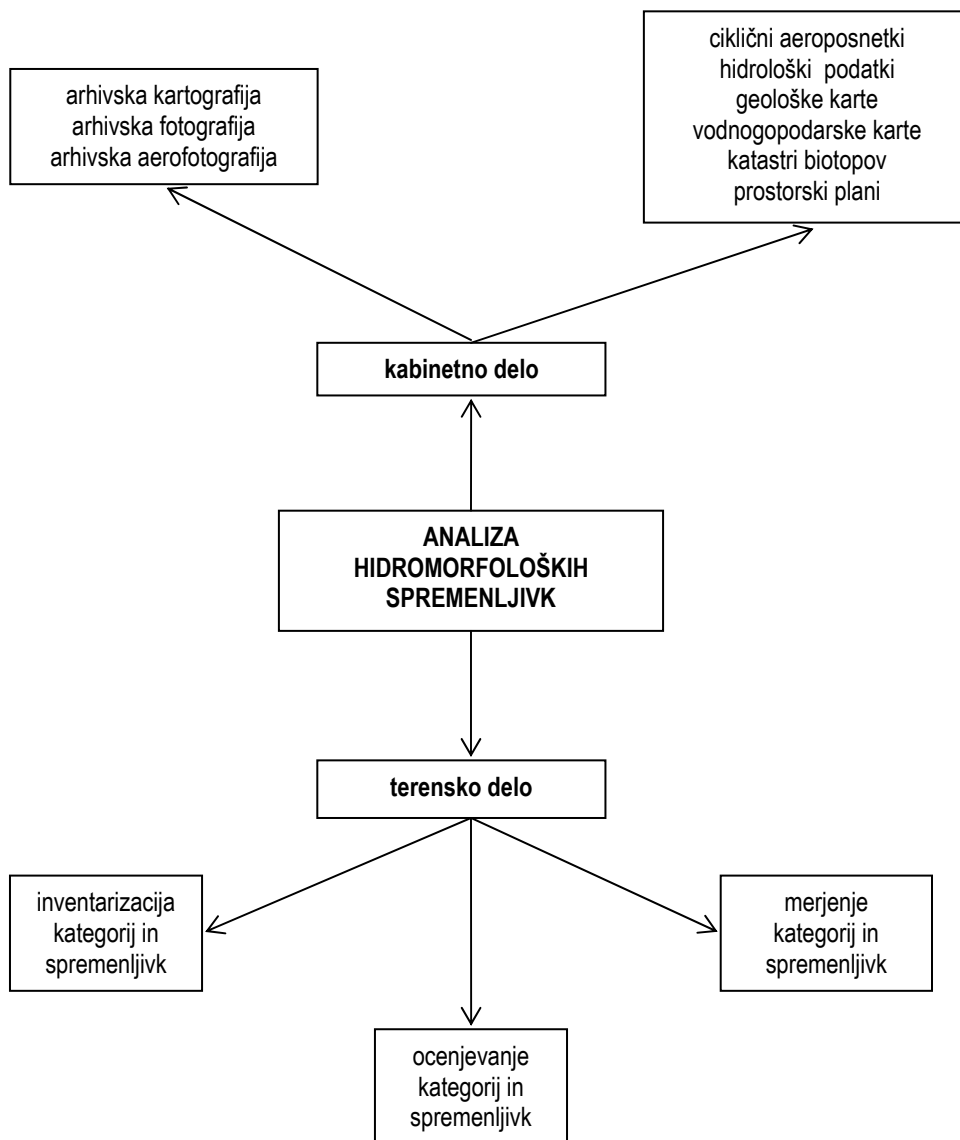 arhivska kartografija
arhivska fotografija
arhivska aerofotografija
ciklični aeroposnetki
hidrološki podatki
geološke karte
vodnogopodarske karte
katastri biotopov
prostorski plani
kabinetno delo
ANALIZA
HIDROMORFOLOŠKIH
SPREMENLJIVK
terensko delo
inventarizacija
kategorij in
spremenljivk
ocenjevanje
kategorij in
spremenljivk
merjenje
kategorij in
spremenljivk